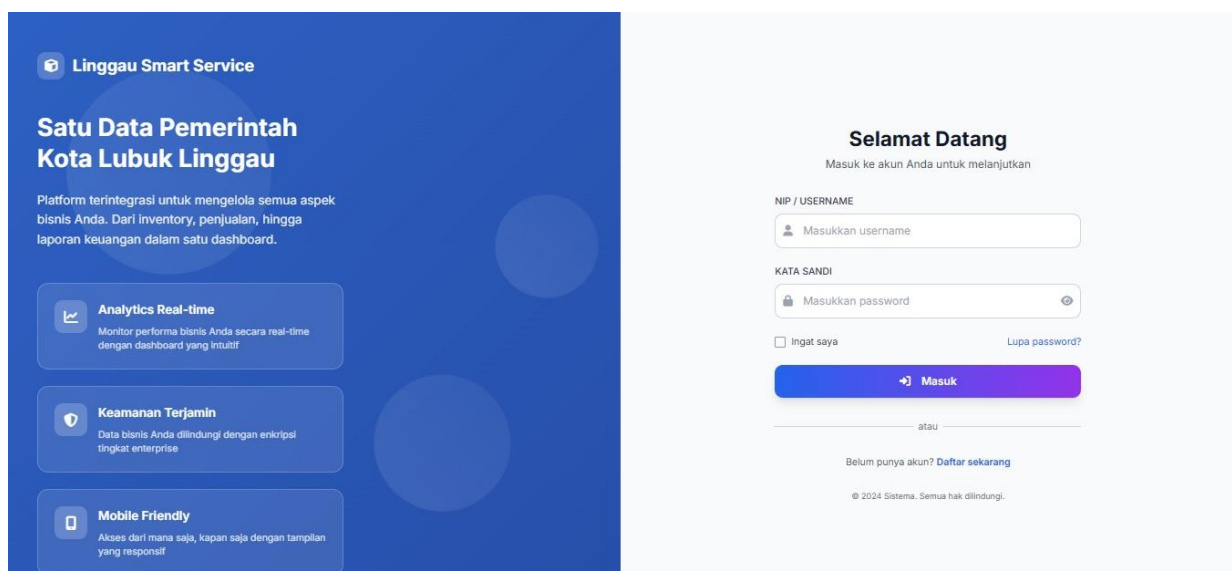 Linggau Smart Service
Satu Data Pemerintah
Kota Lubuk Linggau
Platform terintegrasi untuk mengelola semua aspek
bisnis Anda. Dari inventory, penjualan, hingga
laporan keuangan dalam satu dashboard.
Analytics Real-time
Monitor performa bisnis Anda secara real-time
dengan dashboard yang intuitif
Keamanan Terjamin
Data bisnis Anda dilindungi dengan enkripsi
tingkat enterprise
Mobile Friendly
Akses dari mana saja, kapan saja dengan tampilan
yang responsif
Selamat Datang
Masuk ke akun Anda untuk melanjutkan
NIP / USERNAME
Masukkan username
KATA SANDI
Masukkan password
Ingat saya
Lupa password?
Masuk
atau
Belum punya akun? Daftar sekarang
© 2024 Sistema. Semua hak dilindungi.